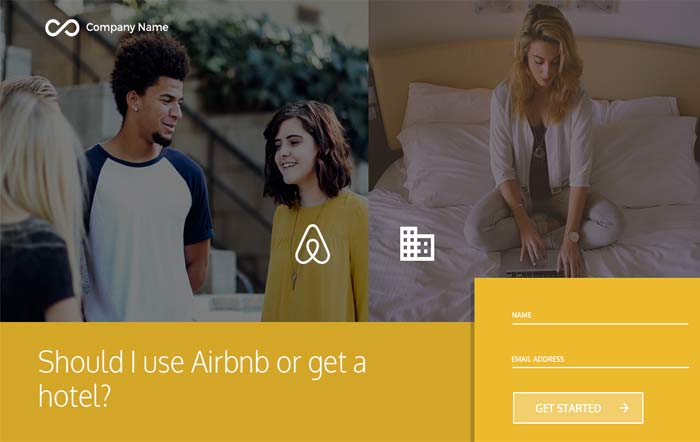 Company Name
Should I use Airbnb or get a
hotel?
NAME
EMAIL ADDRESS
GET STARTED